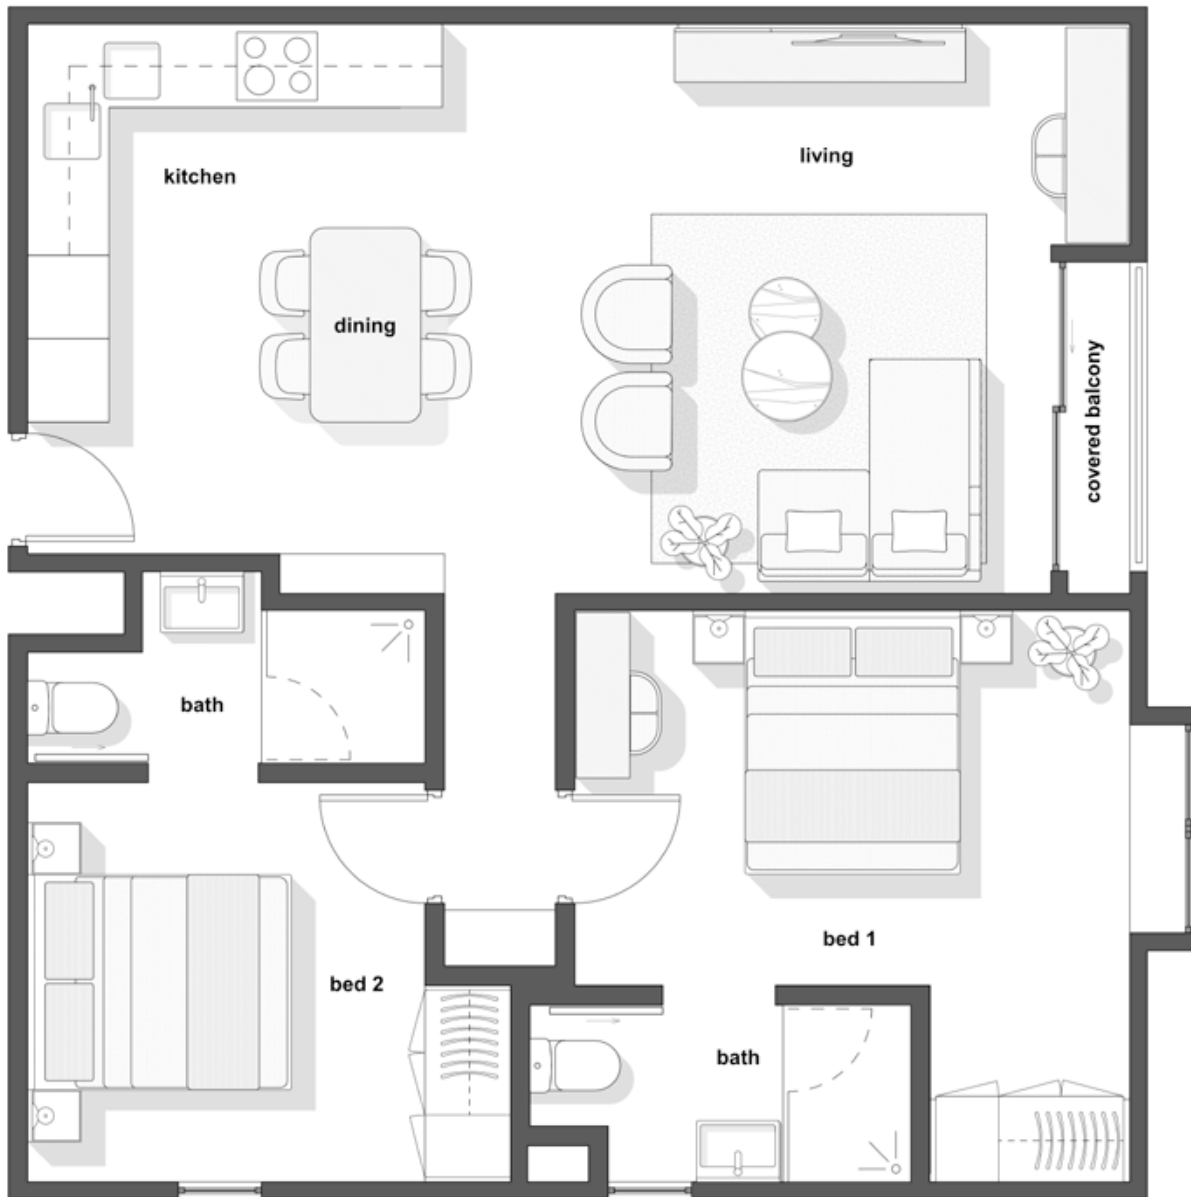 living
kitchen
dining
covered balcony
bath
bed 1
bed 2
bath